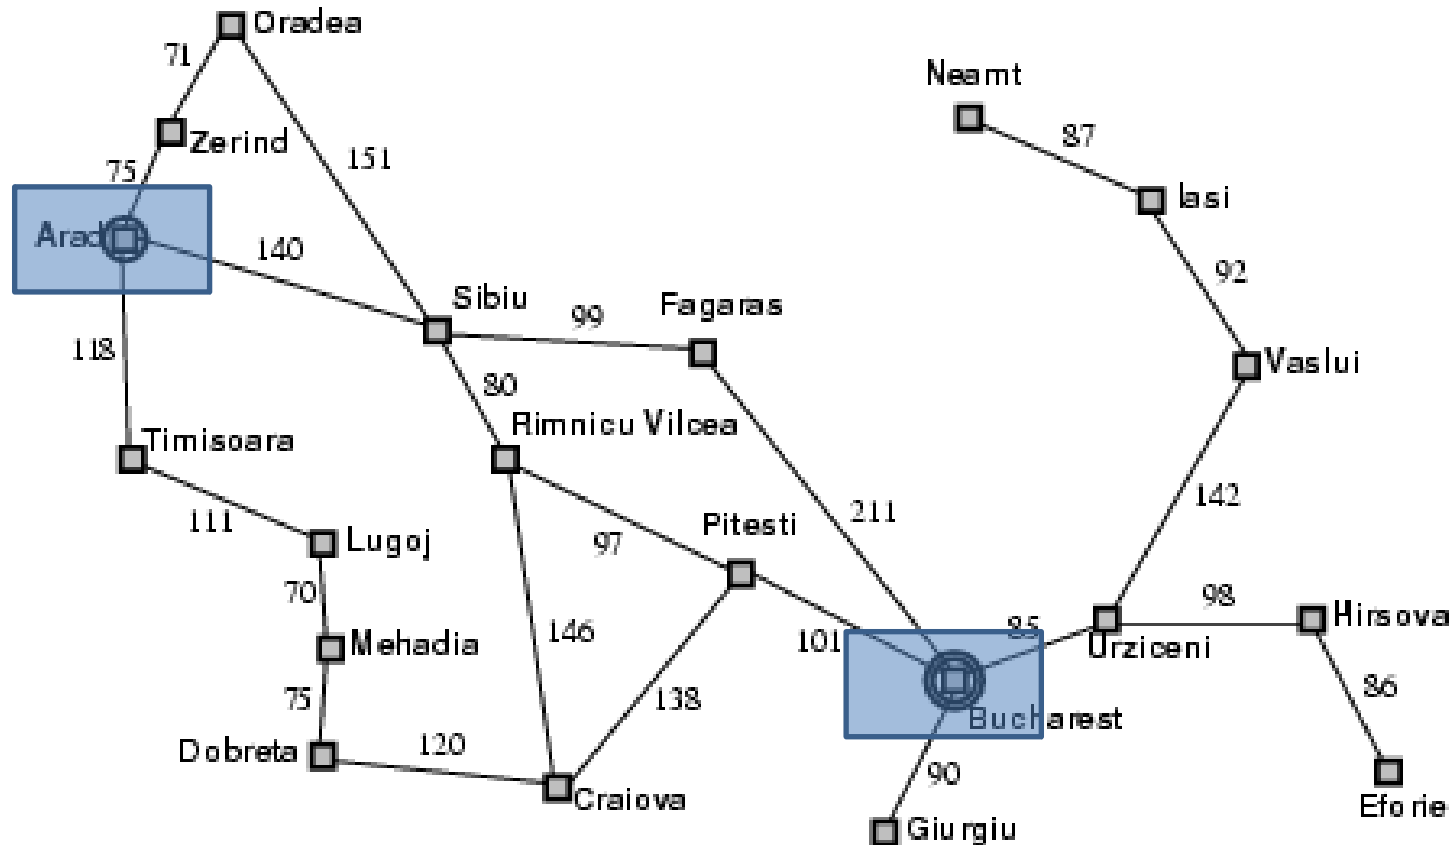 Oradea
71
Neamt
87
Zerind
151
75
Iasi
Arad
140
92
Sibiu
Fagaras
99
118
Vaslui
80
Rimnicu Vilcea
Timisoara
142
211
Pitesti
111
Lugoj
97
70
98
Hirsova
146
101
85
Mehadia
Urziceni
86
75
138
Bucharest
Dobreta
120
90
Craiova
Eforie
Giurgiu